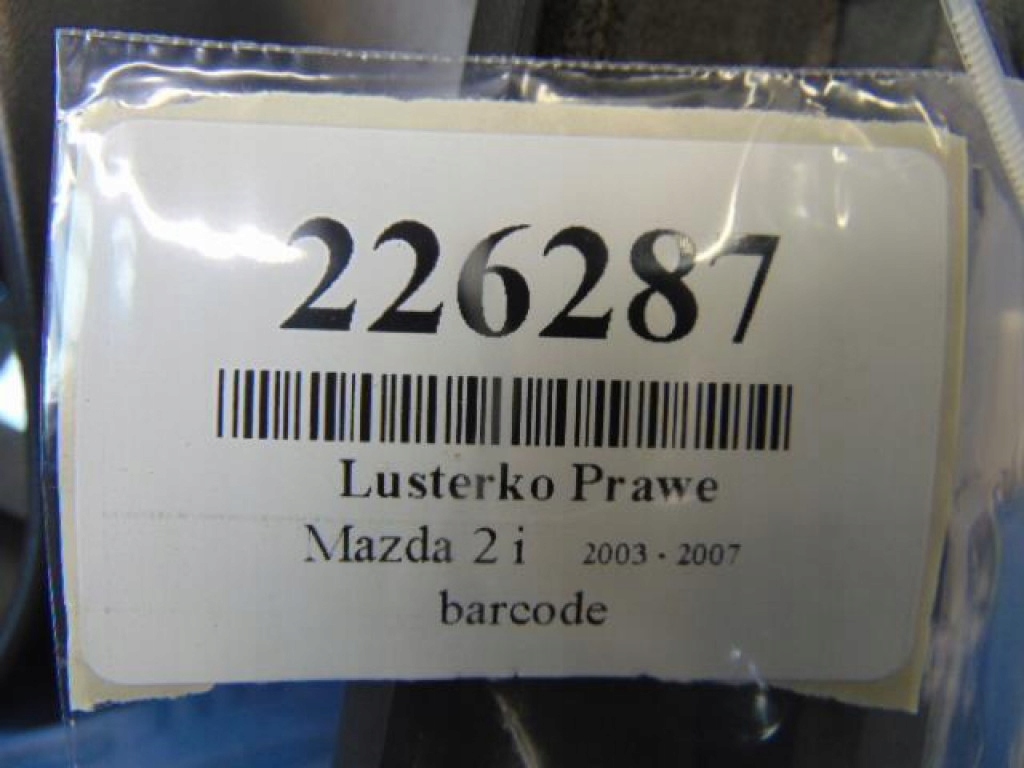 226287
Lusterko Prawe
Mazda 2 i 2003 - 2007
barcode